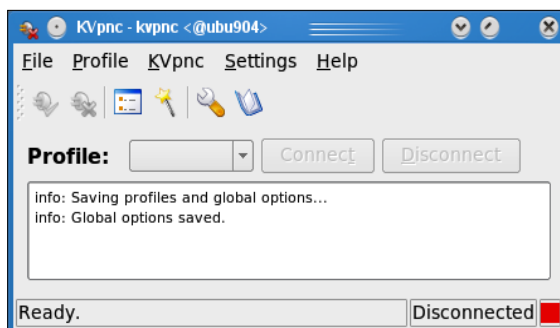 KVpnc - kvpnc <@ubu904>
File Profile KVpnc Settings Help
Profile: Connect Disconnect
info: Saving profiles and global options...
info: Global options saved.
Ready. Disconnected